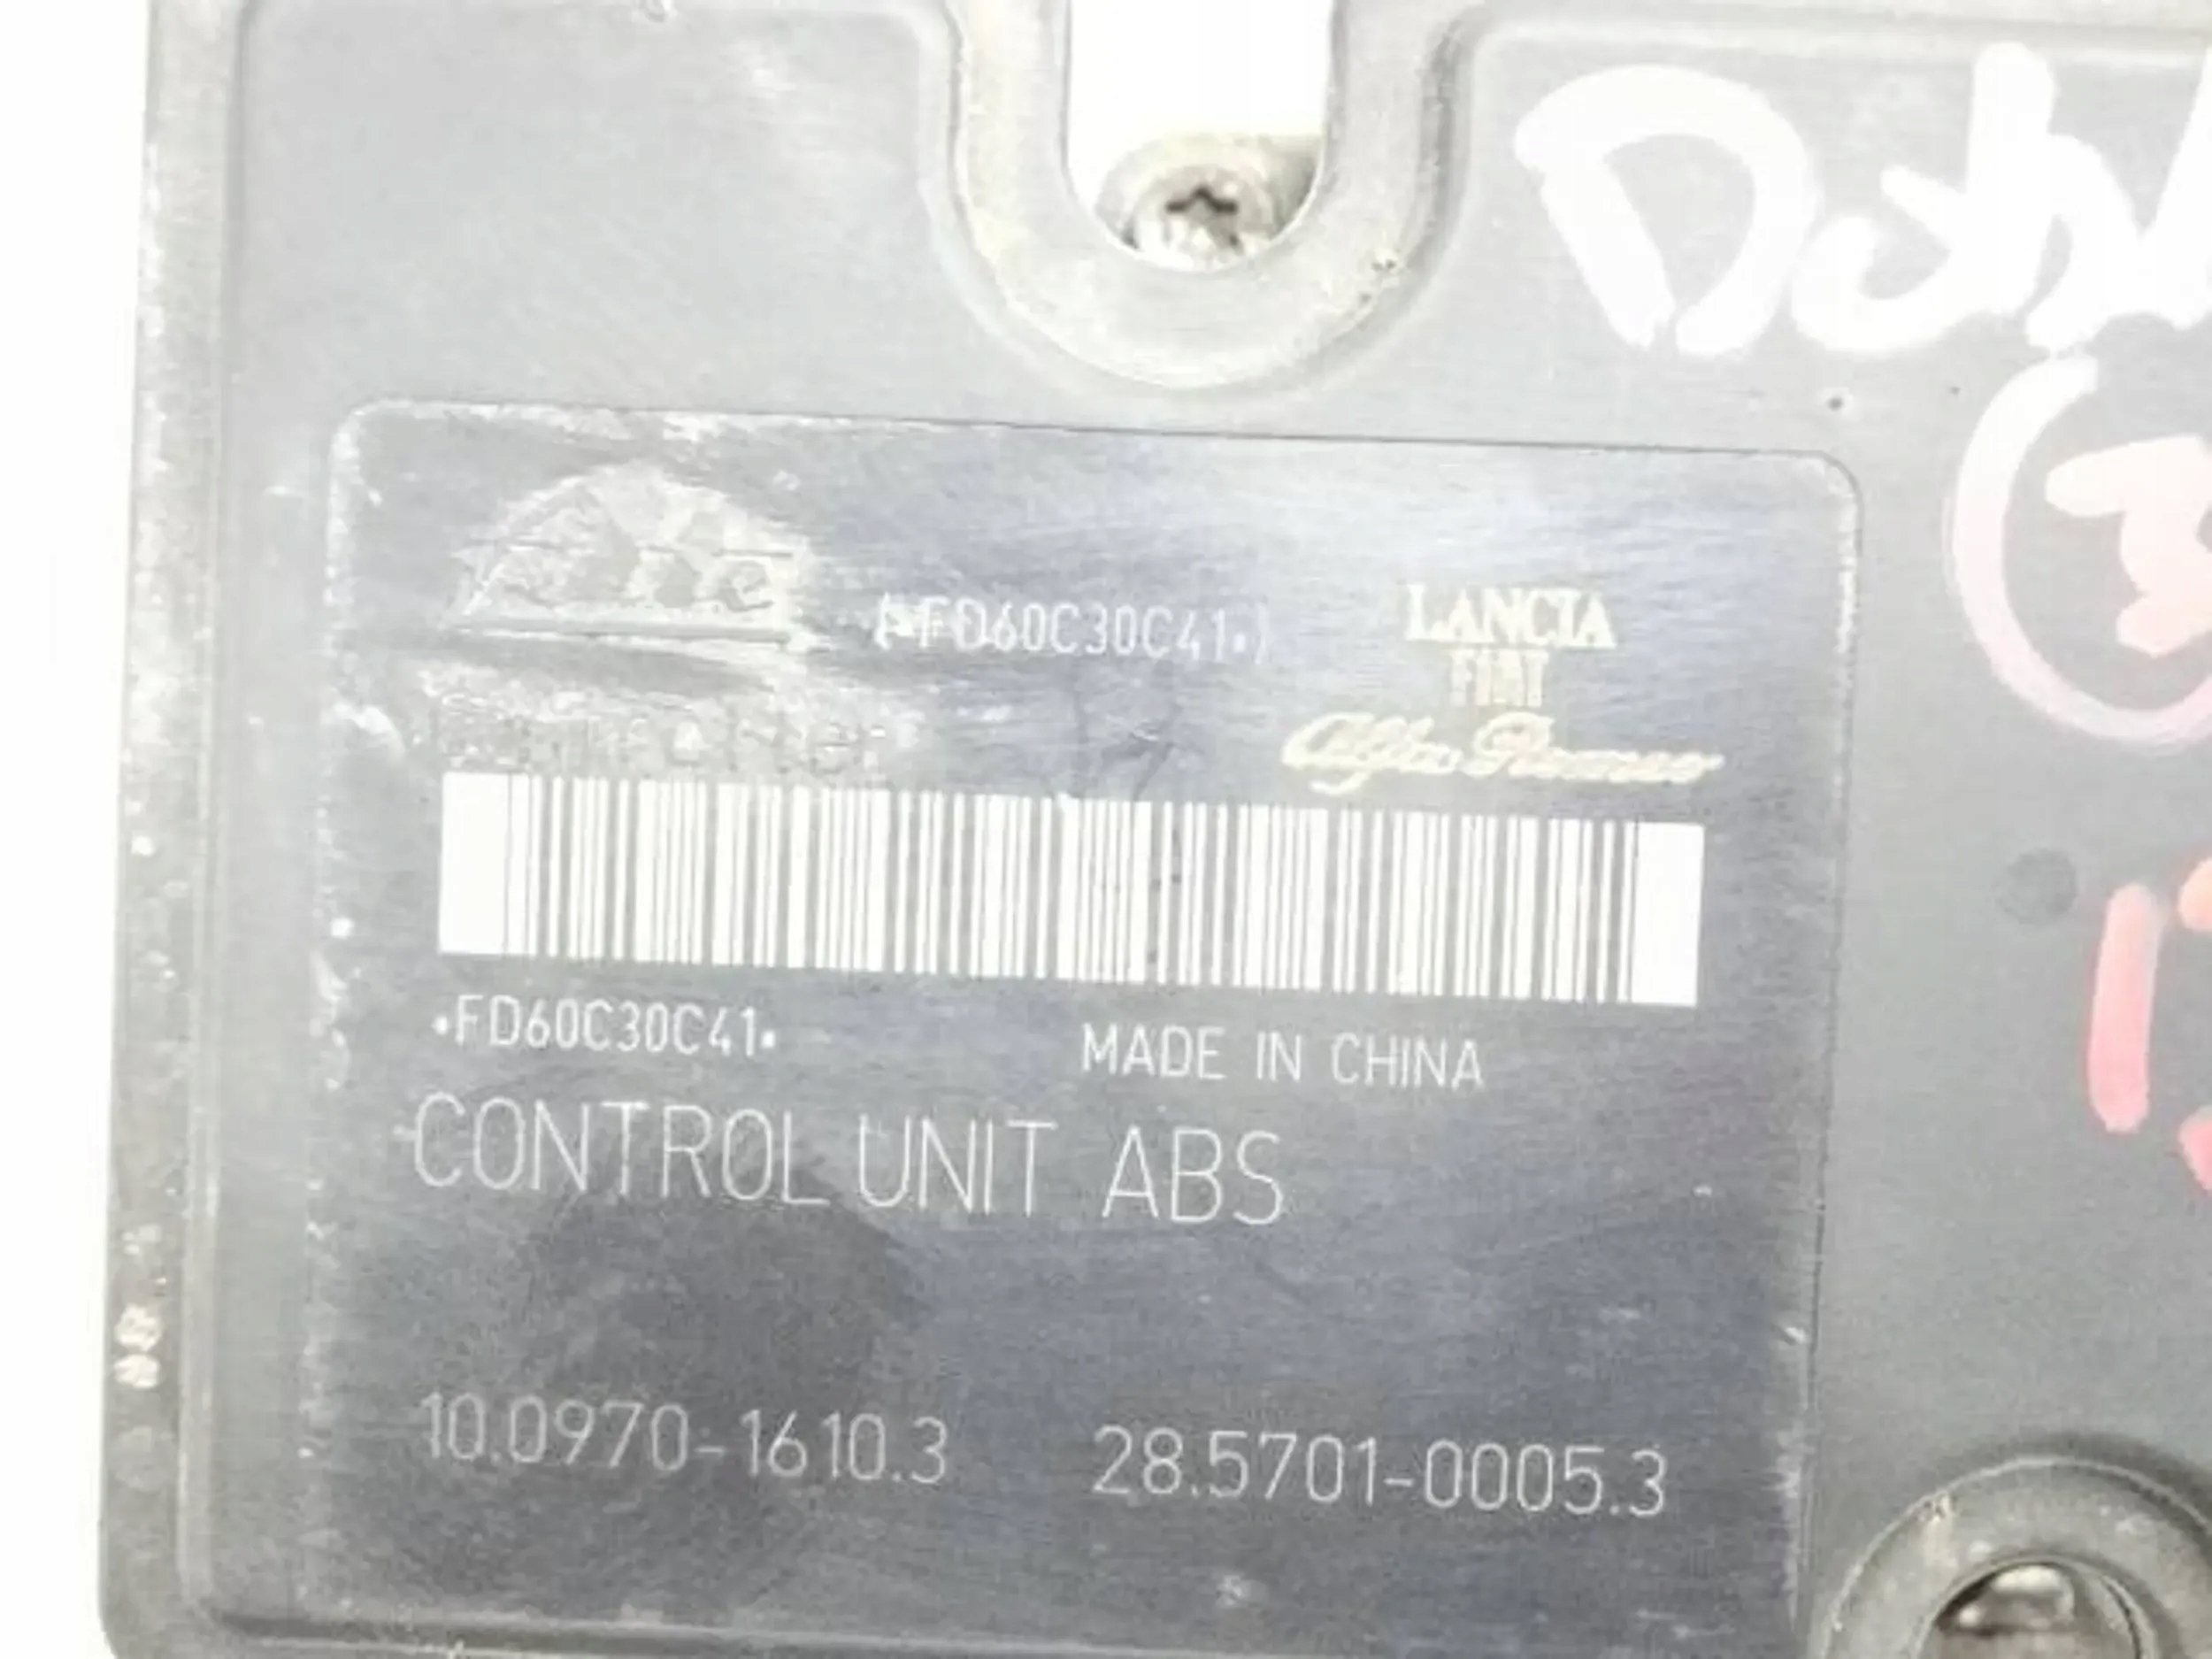 (•FD60C30C41•)
LANCIA
FIAT
Alfa Romeo
•FD60C30C41•
MADE IN CHINA
CONTROL UNIT ABS
10.0970-1610.3
28.5701-0005.3